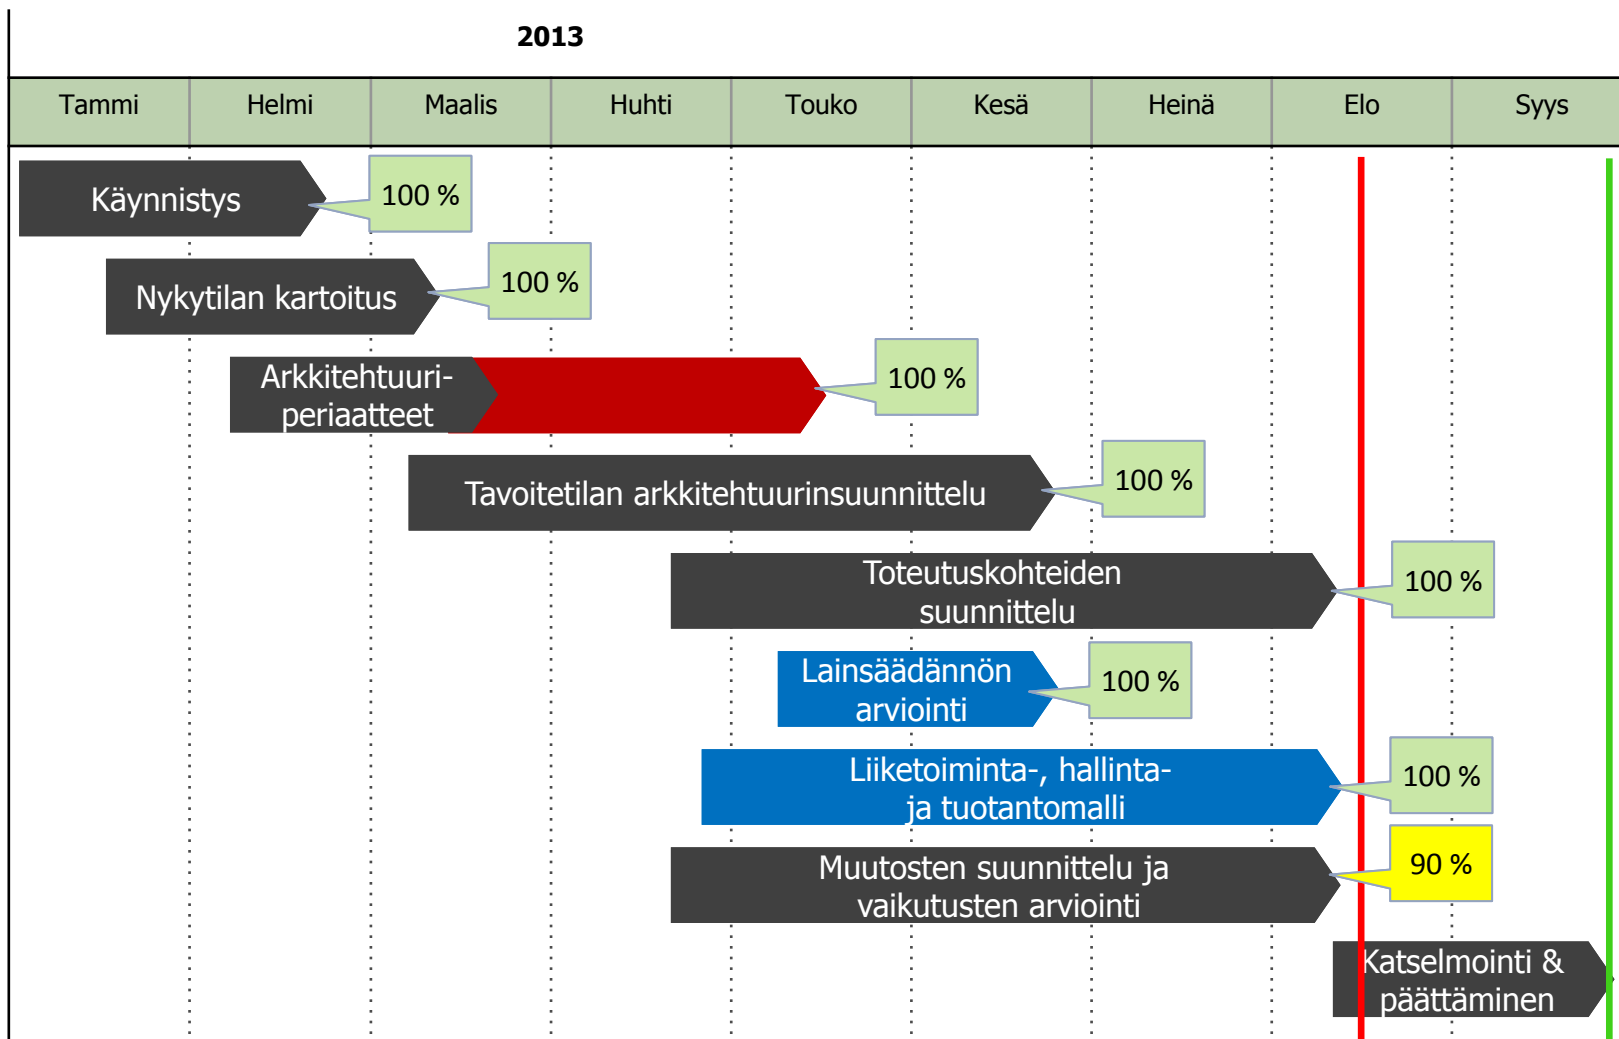 2013
Tammi
Helmi
Maalis
Huhti
Touko
Kesä
Heinä
Elo
Syys
Käynnistys
100 %
Nykytilan kartoitus
100 %
Arkkitehtuuri-
periaatteet
100 %
Tavoitetilan arkkitehtuurinsuunnittelu
100 %
Toteutuskohteiden
suunnittelu
100 %
Lainsäädännön
arviointi
100 %
Liiketoiminta-, hallinta-
ja tuotantomalli
100 %
Muutosten suunnittelu ja
vaikutusten arviointi
90 %
Katselmointi &
päättäminen